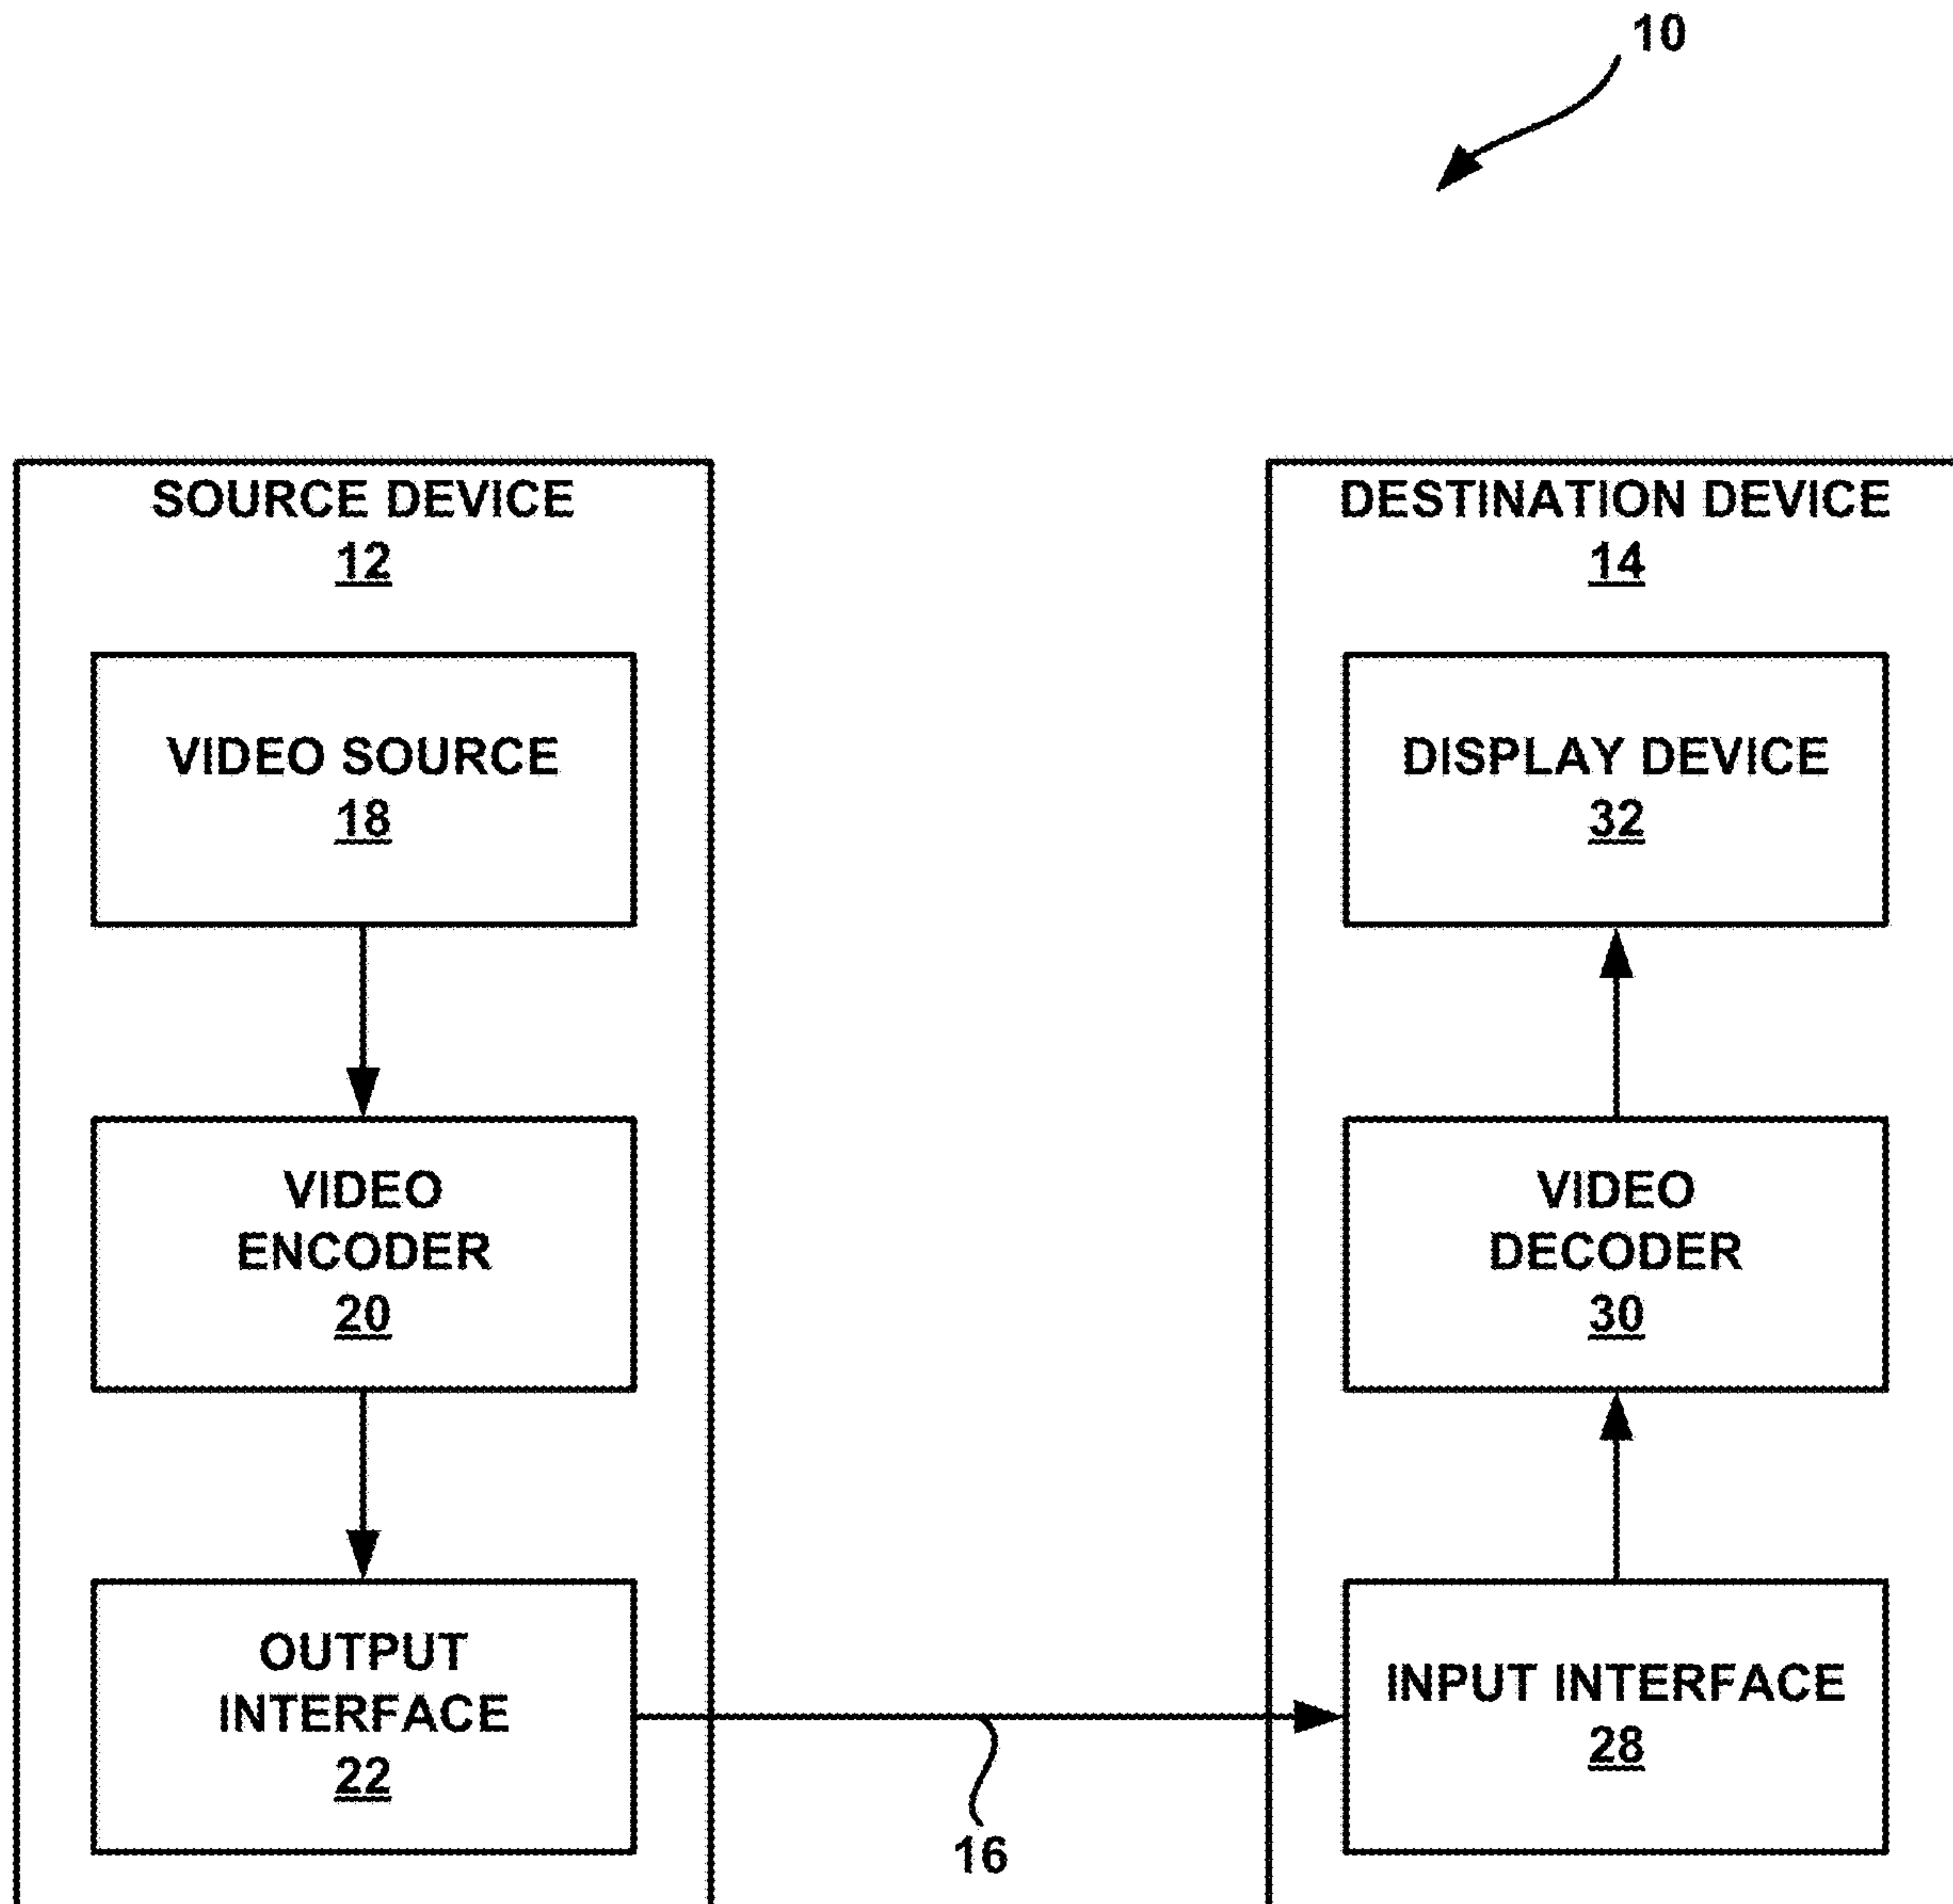 10
SOURCE DEVICE
12
VIDEO SOURCE
18
VIDEO
ENCODER
20
OUTPUT
INTERFACE
22
16
DESTINATION DEVICE
14
DISPLAY DEVICE
32
VIDEO
DECODER
30
INPUT INTERFACE
28